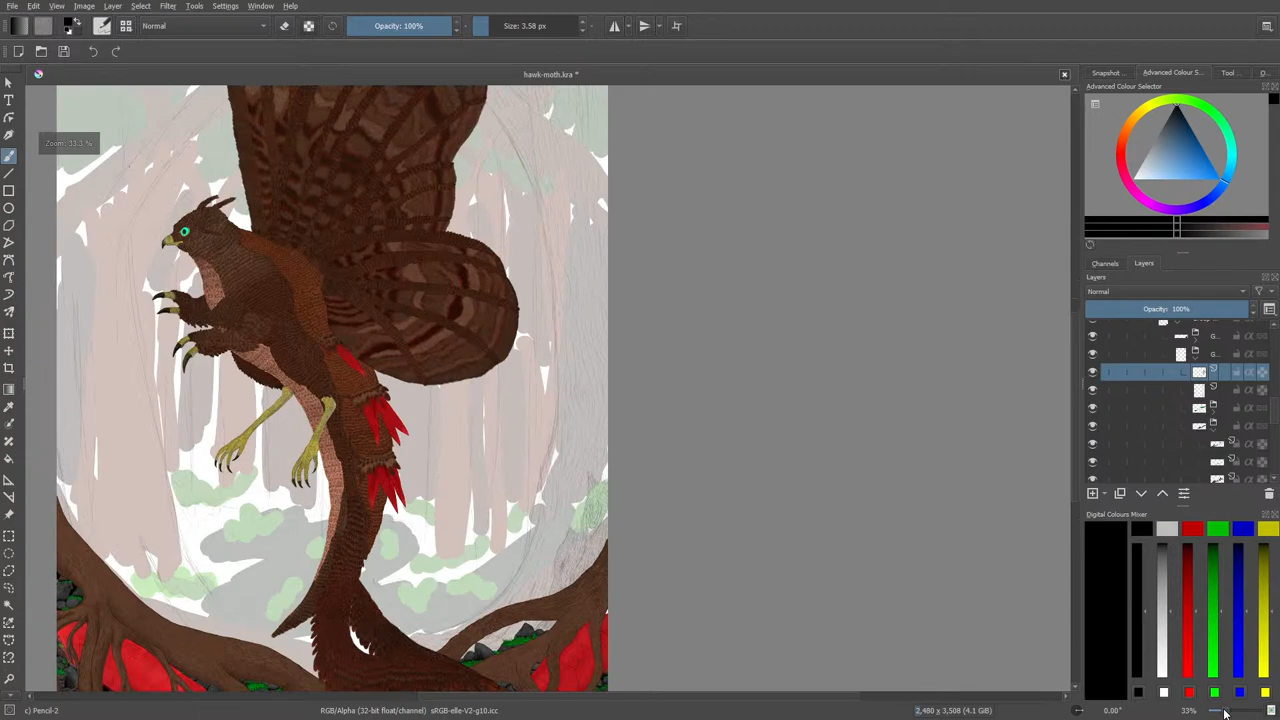 File Edit View Image Layer Select Filter Tools Settings Window Help
Normal Opacity: 100% Size: 3.58 px
hawk-moth.kra *
Snapshot Advanced Colour S... Tool ... O...
Advanced Colour Selector
Zoom: 33.3 %
Channels Layers
Layers
Normal
Opacity: 100%
G...
G...
Digital Colours Mixer
c) Pencil-2 RGB/Alpha (32-bit float/channel) sRGB-elle-V2-g10.icc 2,480 x 3,508 (4.1 GiB) 0.00° 33%